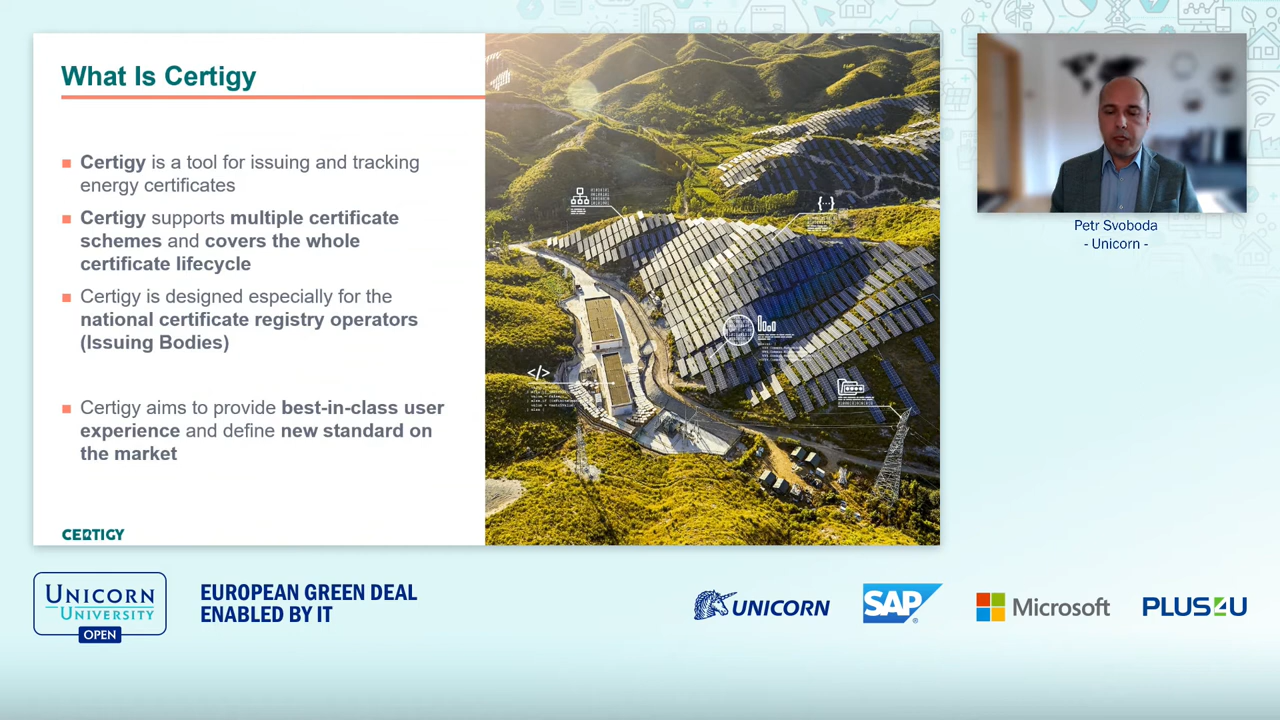 What Is Certigy
Certigy is a tool for issuing and tracking
energy certificates
Certigy supports multiple certificate
schemes and covers the whole
certificate lifecycle
Certigy is designed especially for the
national certificate registry operators
(Issuing Bodies)
Certigy aims to provide best-in-class user
experience and define new standard on
the market
CERTIGY
</>
{...}
Petr Svoboda
- Unicorn -
UNICORN
UNIVERSITY
OPEN
EUROPEAN GREEN DEAL
ENABLED BY IT
UNICORN
SAP
Microsoft
PLUS4U